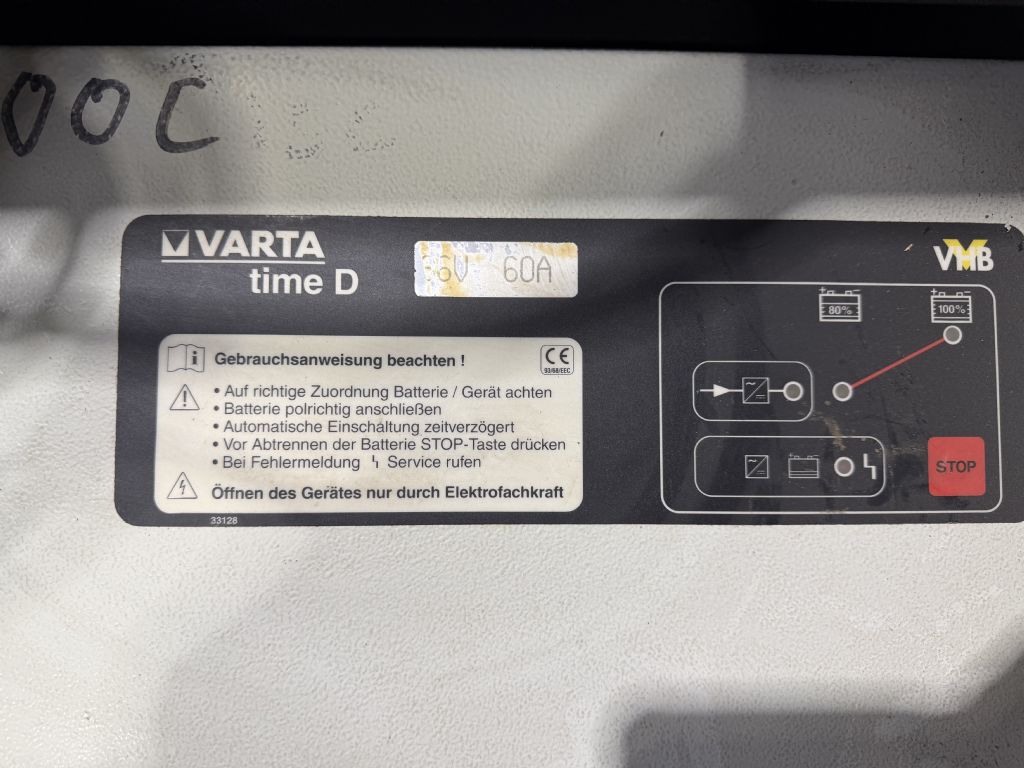 00 C
VARTA
time D
6V 60A
VMB
80%
100%
i Gebrauchsanweisung beachten !
CE
93/68/EEC
• Auf richtige Zuordnung Batterie / Gerät achten
• Batterie polrichtig anschließen
• Automatische Einschaltung zeitverzögert
• Vor Abtrennen der Batterie STOP-Taste drücken
• Bei Fehlermeldung Service rufen
Öffnen des Gerätes nur durch Elektrofachkraft
STOP
33128